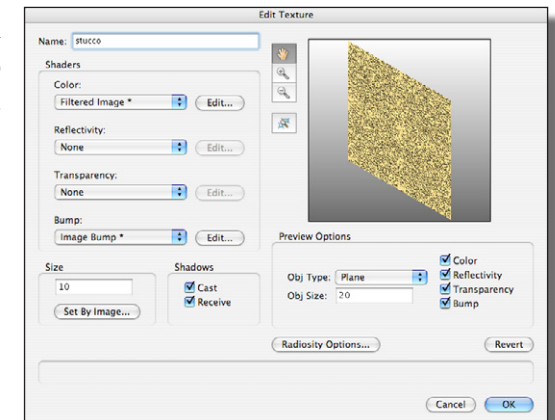 Edit Texture
Name: stucco
Shaders
Color:
Filtered Image * Edit...
Reflectivity:
None Edit...
Transparency:
None Edit...
Bump:
Image Bump * Edit...
Size
10
Set By Image...
Shadows
Cast
Receive
Preview Options
Obj Type: Plane
Obj Size: 20
Color
Reflectivity
Transparency
Bump
Radiosity Options... Revert
Cancel OK